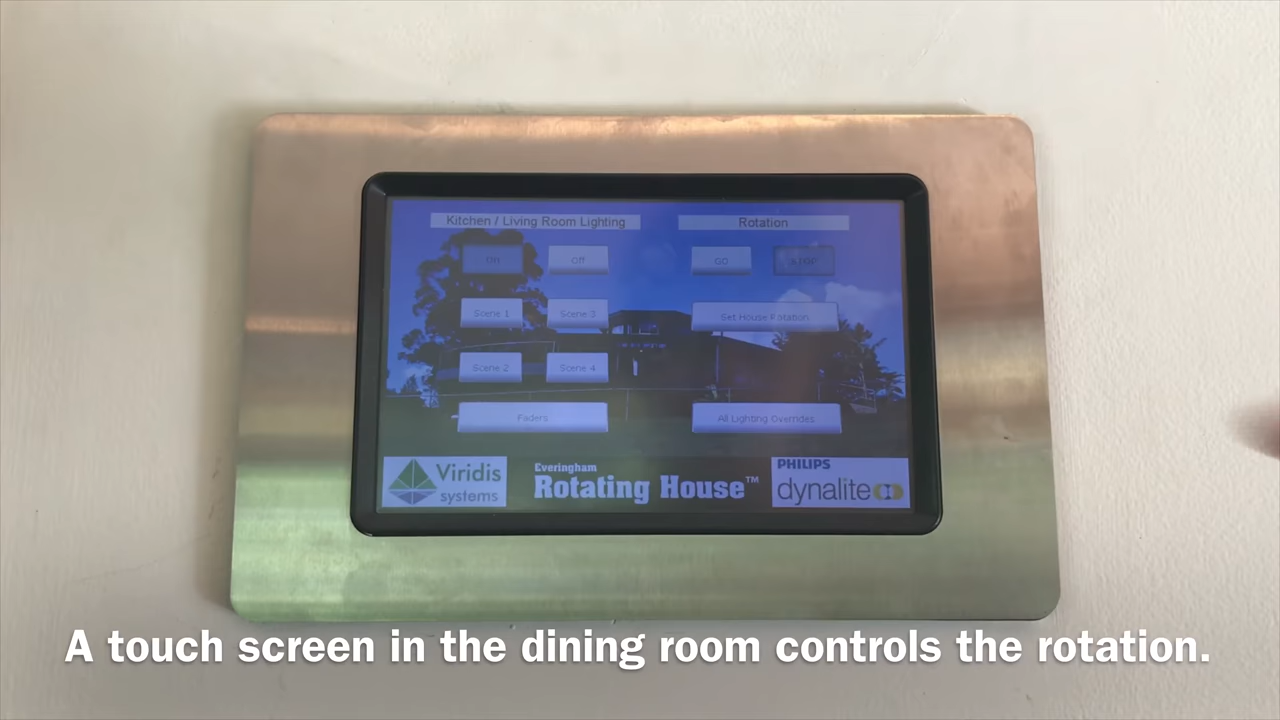 Kitchen / Living Room Lighting
Rotation
On
Off
GO
STOP
Scene 1
Scene 3
Set House Rotation
Scene 2
Scene 4
Faders
All Lighting Overrides
Viridis
systems
Everingham
Rotating House™
PHILIPS
dynalite
A touch screen in the dining room controls the rotation.